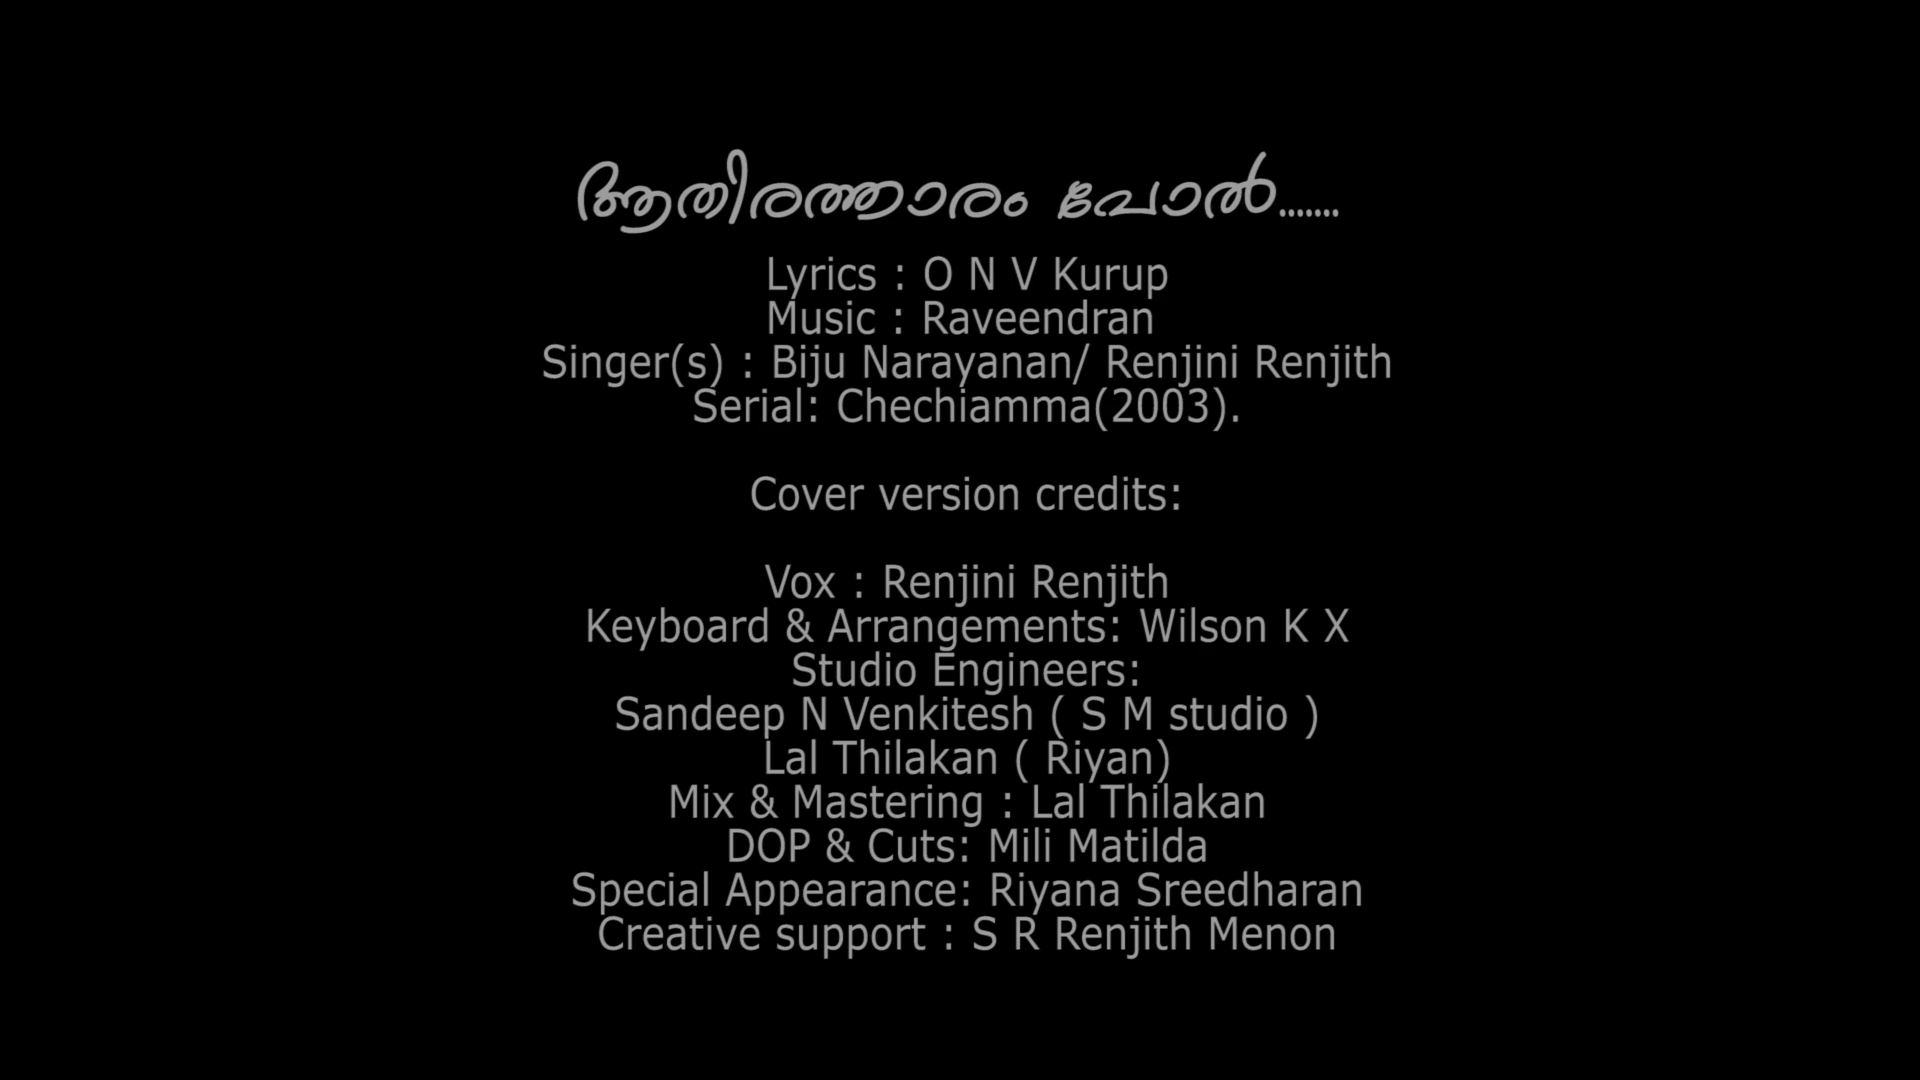 ആതിരത്താരം പോൽ.......
Lyrics : O N V Kurup
Music : Raveendran
Singer(s) : Biju Narayanan/ Renjini Renjith
Serial: Chechiamma(2003).
Cover version credits:
Vox : Renjini Renjith
Keyboard & Arrangements: Wilson K X
Studio Engineers:
Sandeep N Venkitesh ( S M studio )
Lal Thilakan ( Riyan)
Mix & Mastering : Lal Thilakan
DOP & Cuts: Mili Matilda
Special Appearance: Riyana Sreedharan
Creative support : S R Renjith Menon